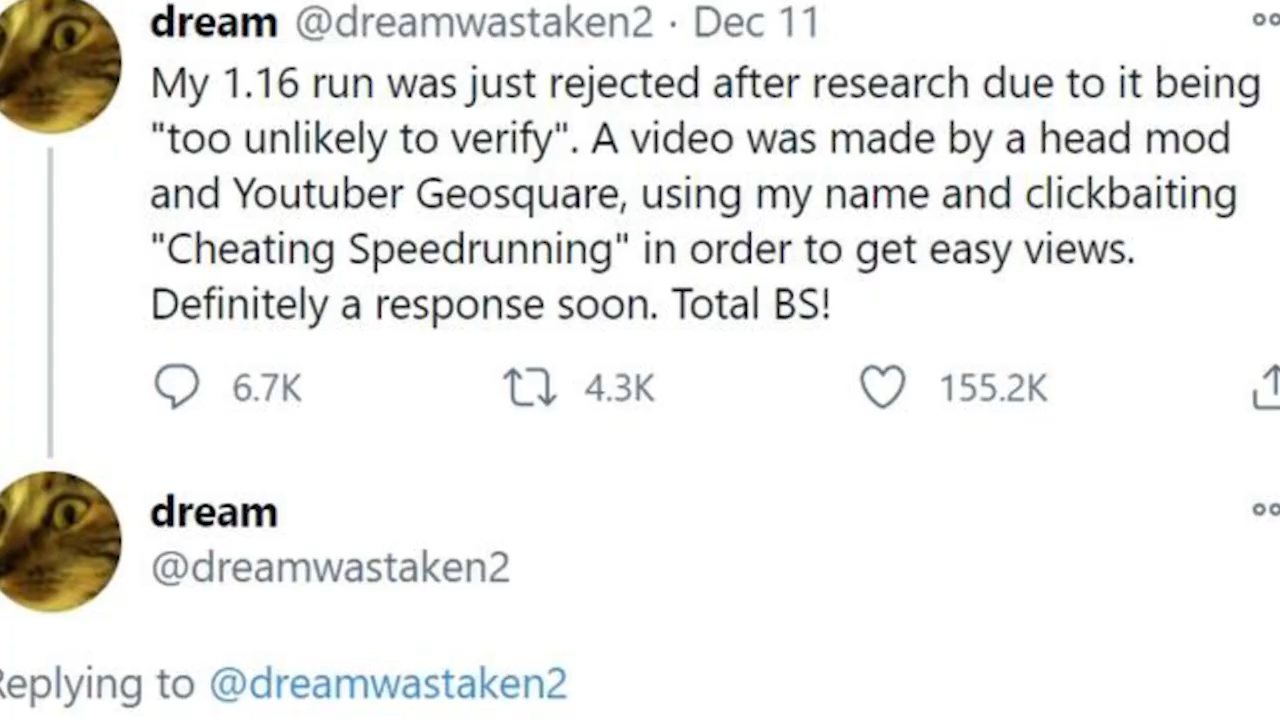 dream @dreamwastaken2 · Dec 11
My 1.16 run was just rejected after research due to it being
"too unlikely to verify". A video was made by a head mod
and Youtuber Geosquare, using my name and clickbaiting
"Cheating Speedrunning" in order to get easy views.
Definitely a response soon. Total BS!
6.7K 4.3K 155.2K
dream
@dreamwastaken2
Replying to @dreamwastaken2